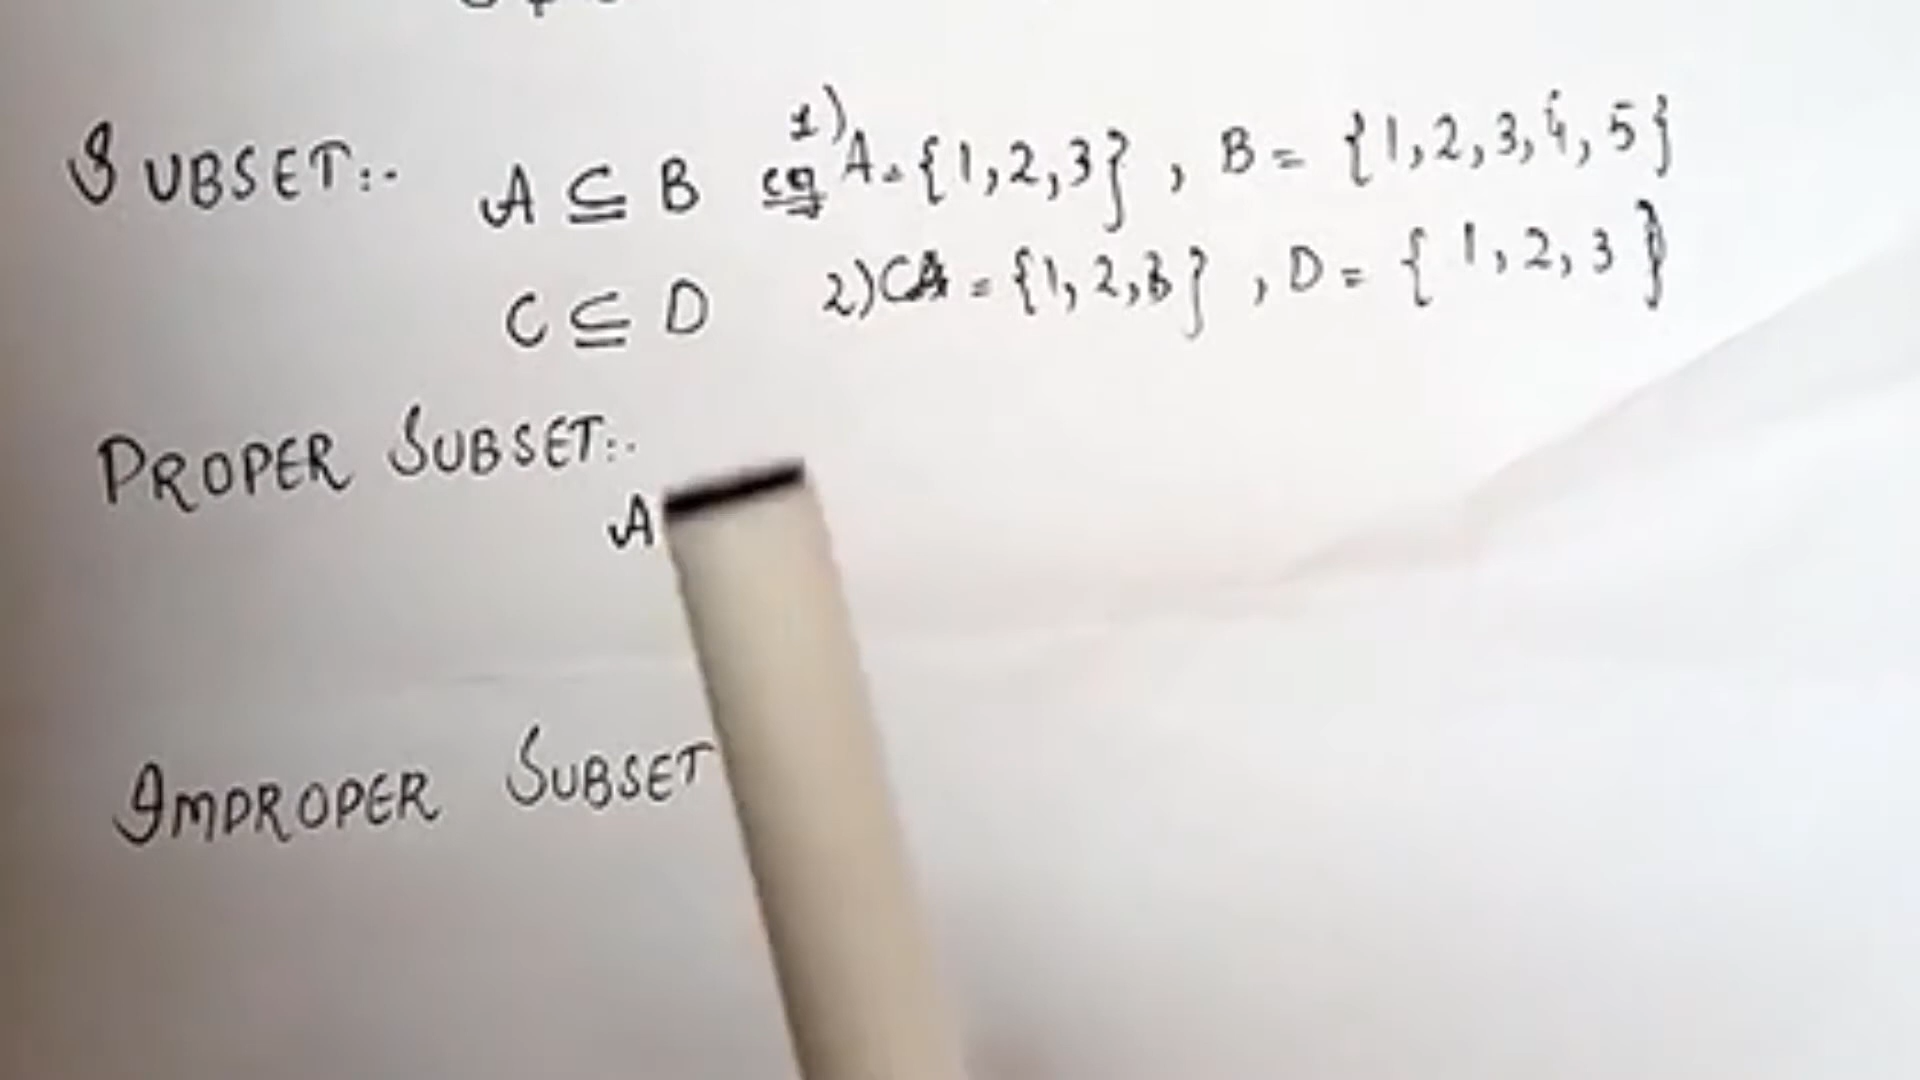 SUBSET:- A ⊆ B eg 1) A = {1,2,3} , B = {1,2,3,4,5}
C ⊆ D 2) C = {1,2,3} , D = {1,2,3}
PROPER SUBSET:-
A
IMPROPER SUBSET